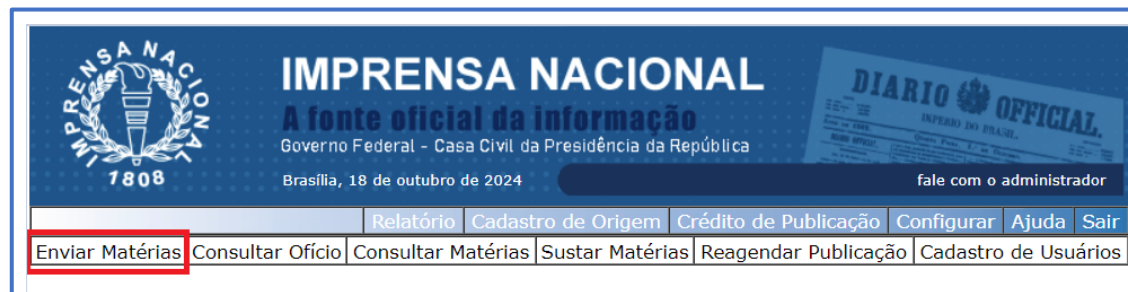 IMPRENSA NACIONAL
1808
IMPRENSA NACIONAL
A fonte oficial da informação
Governo Federal - Casa Civil da Presidência da República
Brasília, 18 de outubro de 2024
DIARIO OFFICIAL.
IMPERIO DO BRASIL.
fale com o administrador
Relatório Cadastro de Origem Crédito de Publicação Configurar Ajuda Sair
Enviar Matérias Consultar Ofício Consultar Matérias Sustar Matérias Reagendar Publicação Cadastro de Usuários